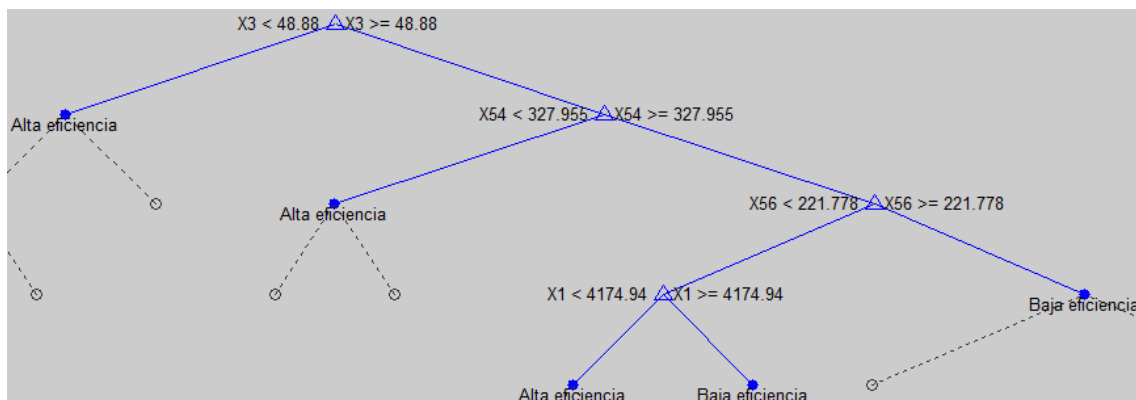 X3 < 48.88 X3 >= 48.88
Alta eficiencia
X54 < 327.955 X54 >= 327.955
Alta eficiencia
X56 < 221.778 X56 >= 221.778
X1 < 4174.94 X1 >= 4174.94
Baja eficiencia
Alta eficiencia
Baja eficiencia